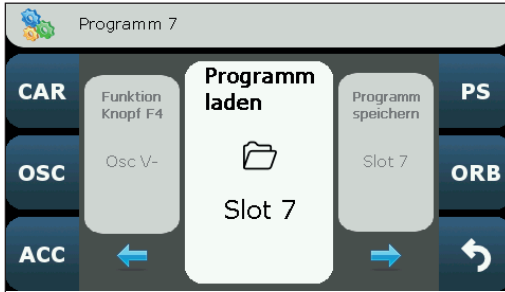 Programm 7
CAR
OSC
ACC
Funktion
Knopf F4
Osc V-
Programm
laden
Slot 7
Programm
speichern
Slot 7
PS
ORB